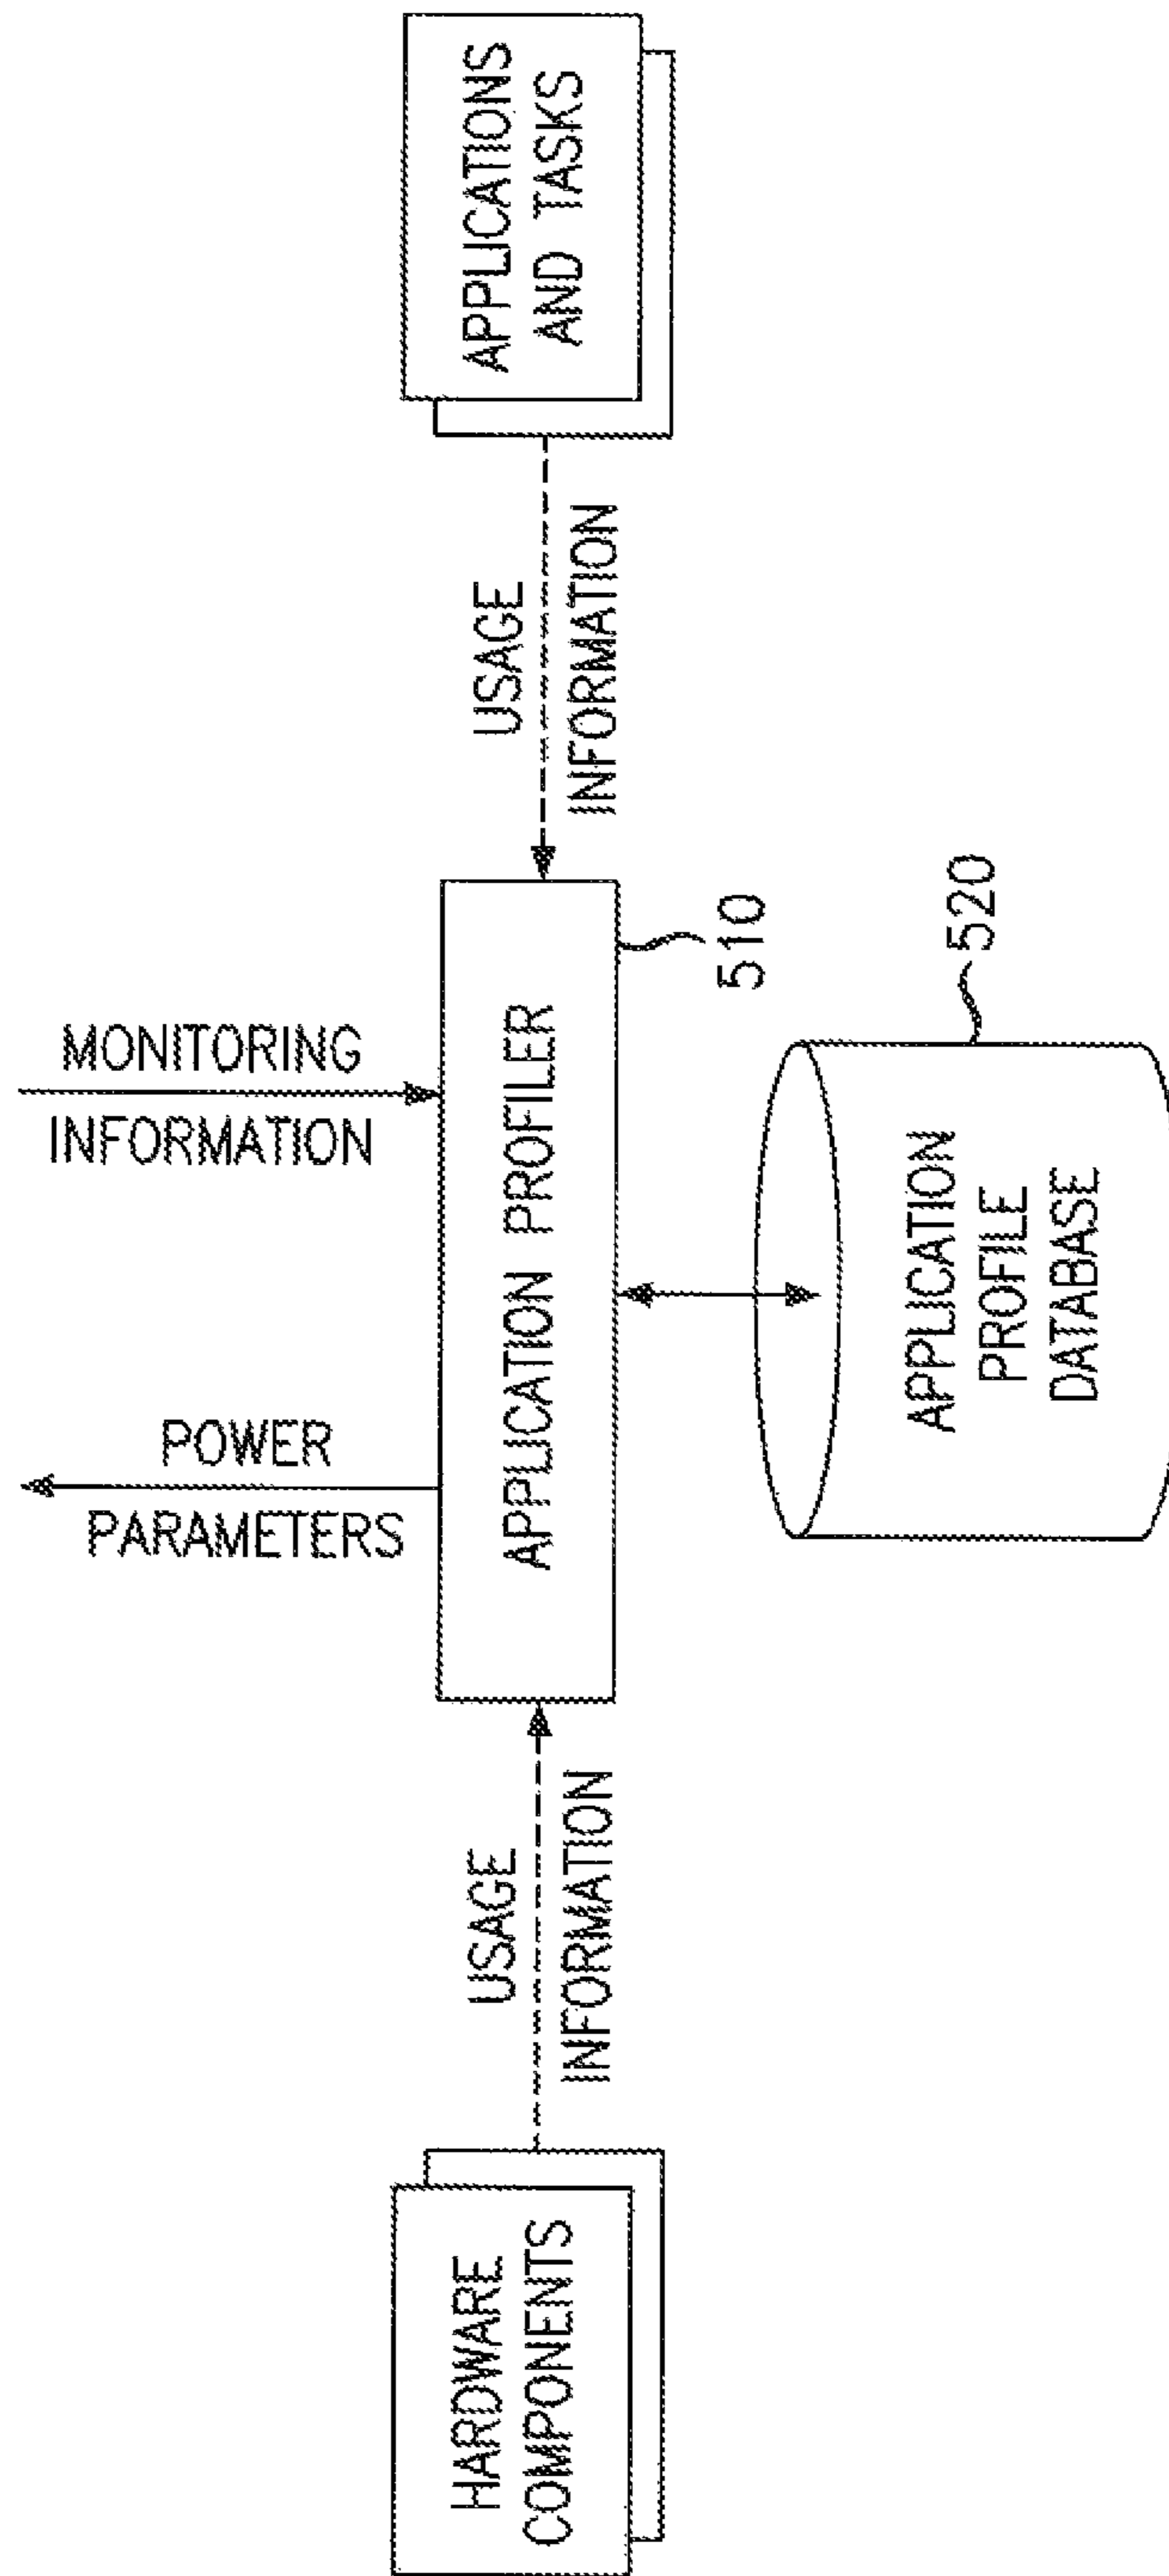 POWER
PARAMETERS
MONITORING
INFORMATION
HARDWARE
COMPONENTS
USAGE
INFORMATION
APPLICATION PROFILER
510
USAGE
INFORMATION
APPLICATIONS
AND TASKS
APPLICATION
PROFILE
DATABASE
520